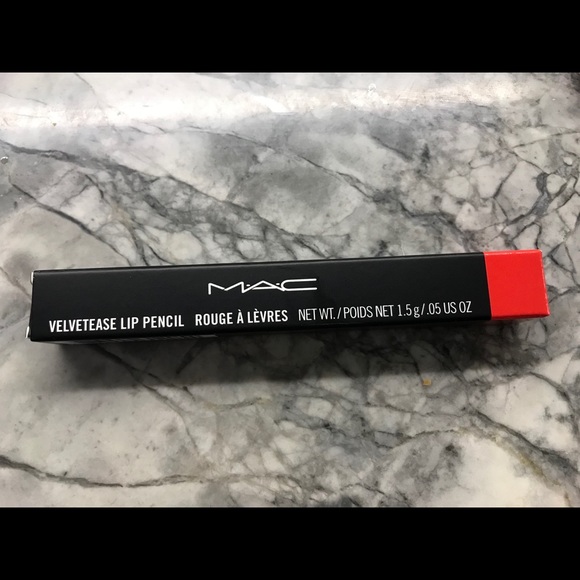 M·A·C
VELVETEASE LIP PENCIL ROUGE À LÈVRES NET WT. / POIDS NET 1.5 g / .05 US OZ